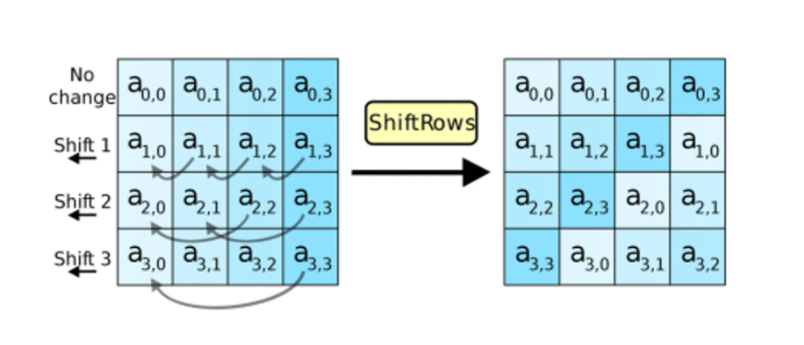 No
change
a0,0 a0,1 a0,2 a0,3
Shift 1
a1,0 a1,1 a1,2 a1,3
Shift 2
a2,0 a2,1 a2,2 a2,3
Shift 3
a3,0 a3,1 a3,2 a3,3
ShiftRows
a0,0 a0,1 a0,2 a0,3
a1,1 a1,2 a1,3 a1,0
a2,2 a2,3 a2,0 a2,1
a3,3 a3,0 a3,1 a3,2